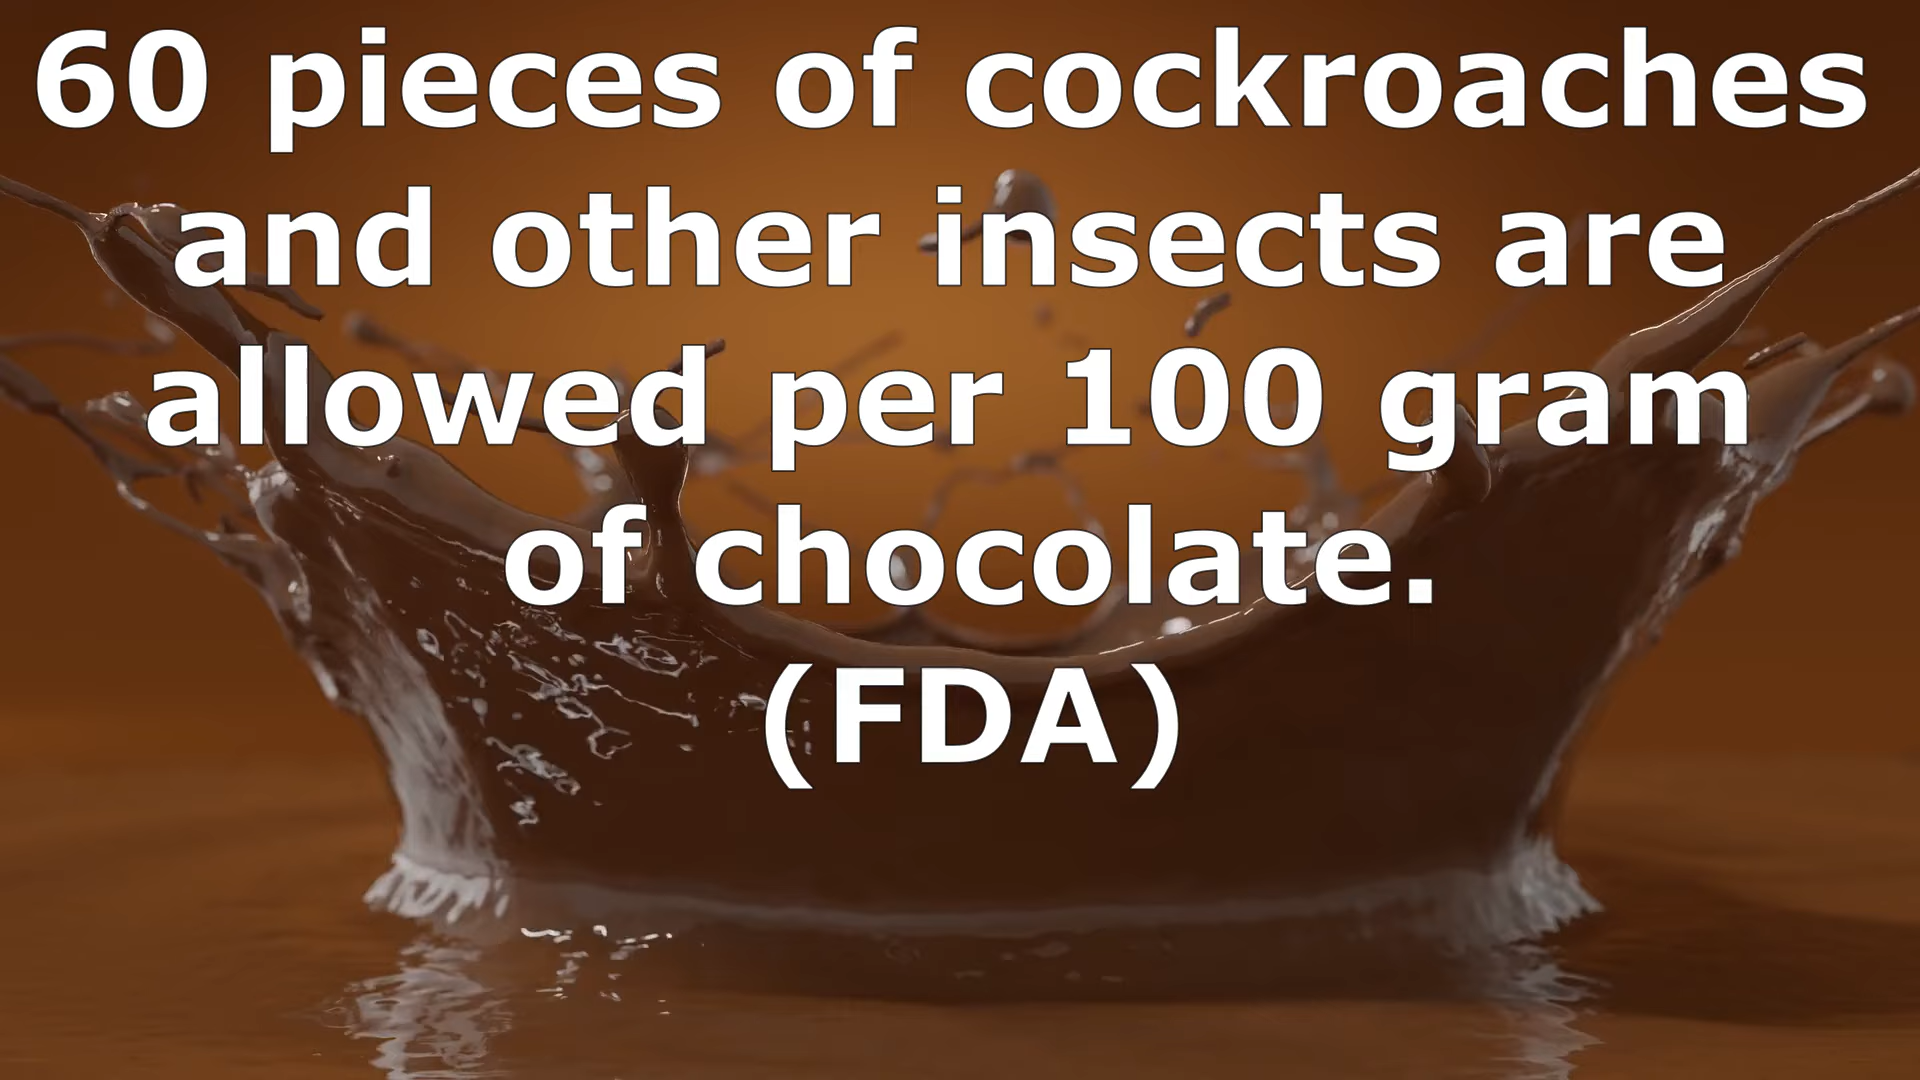 60 pieces of cockroaches
and other insects are
allowed per 100 gram
of chocolate.
(FDA)